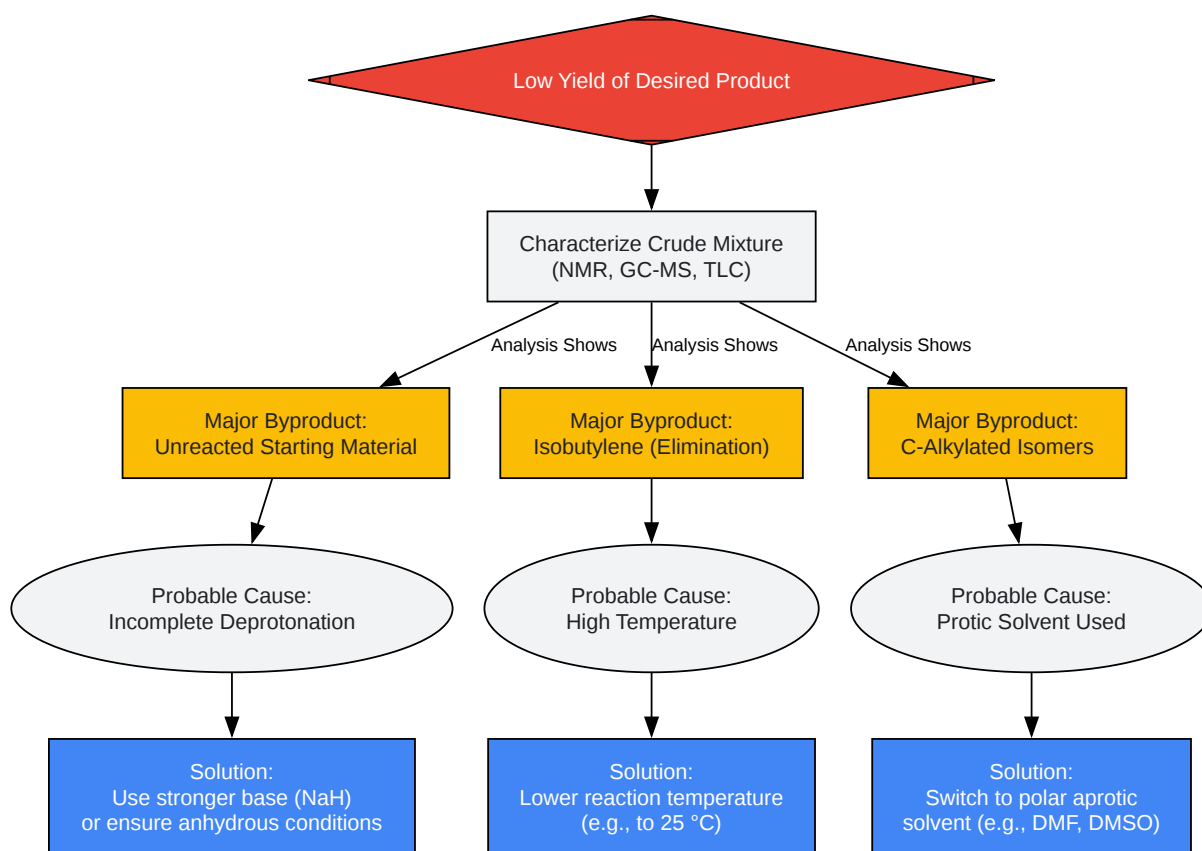 Low Yield of Desired Product
Characterize Crude Mixture
(NMR, GC-MS, TLC)
Analysis Shows
Analysis Shows
Analysis Shows
Major Byproduct:
Unreacted Starting Material
Major Byproduct:
Isobutylene (Elimination)
Major Byproduct:
C-Alkylated Isomers
Probable Cause:
Incomplete Deprotonation
Probable Cause:
High Temperature
Probable Cause:
Protic Solvent Used
Solution:
Use stronger base (NaH)
or ensure anhydrous conditions
Solution:
Lower reaction temperature
(e.g., to 25 °C)
Solution:
Switch to polar aprotic
solvent (e.g., DMF, DMSO)